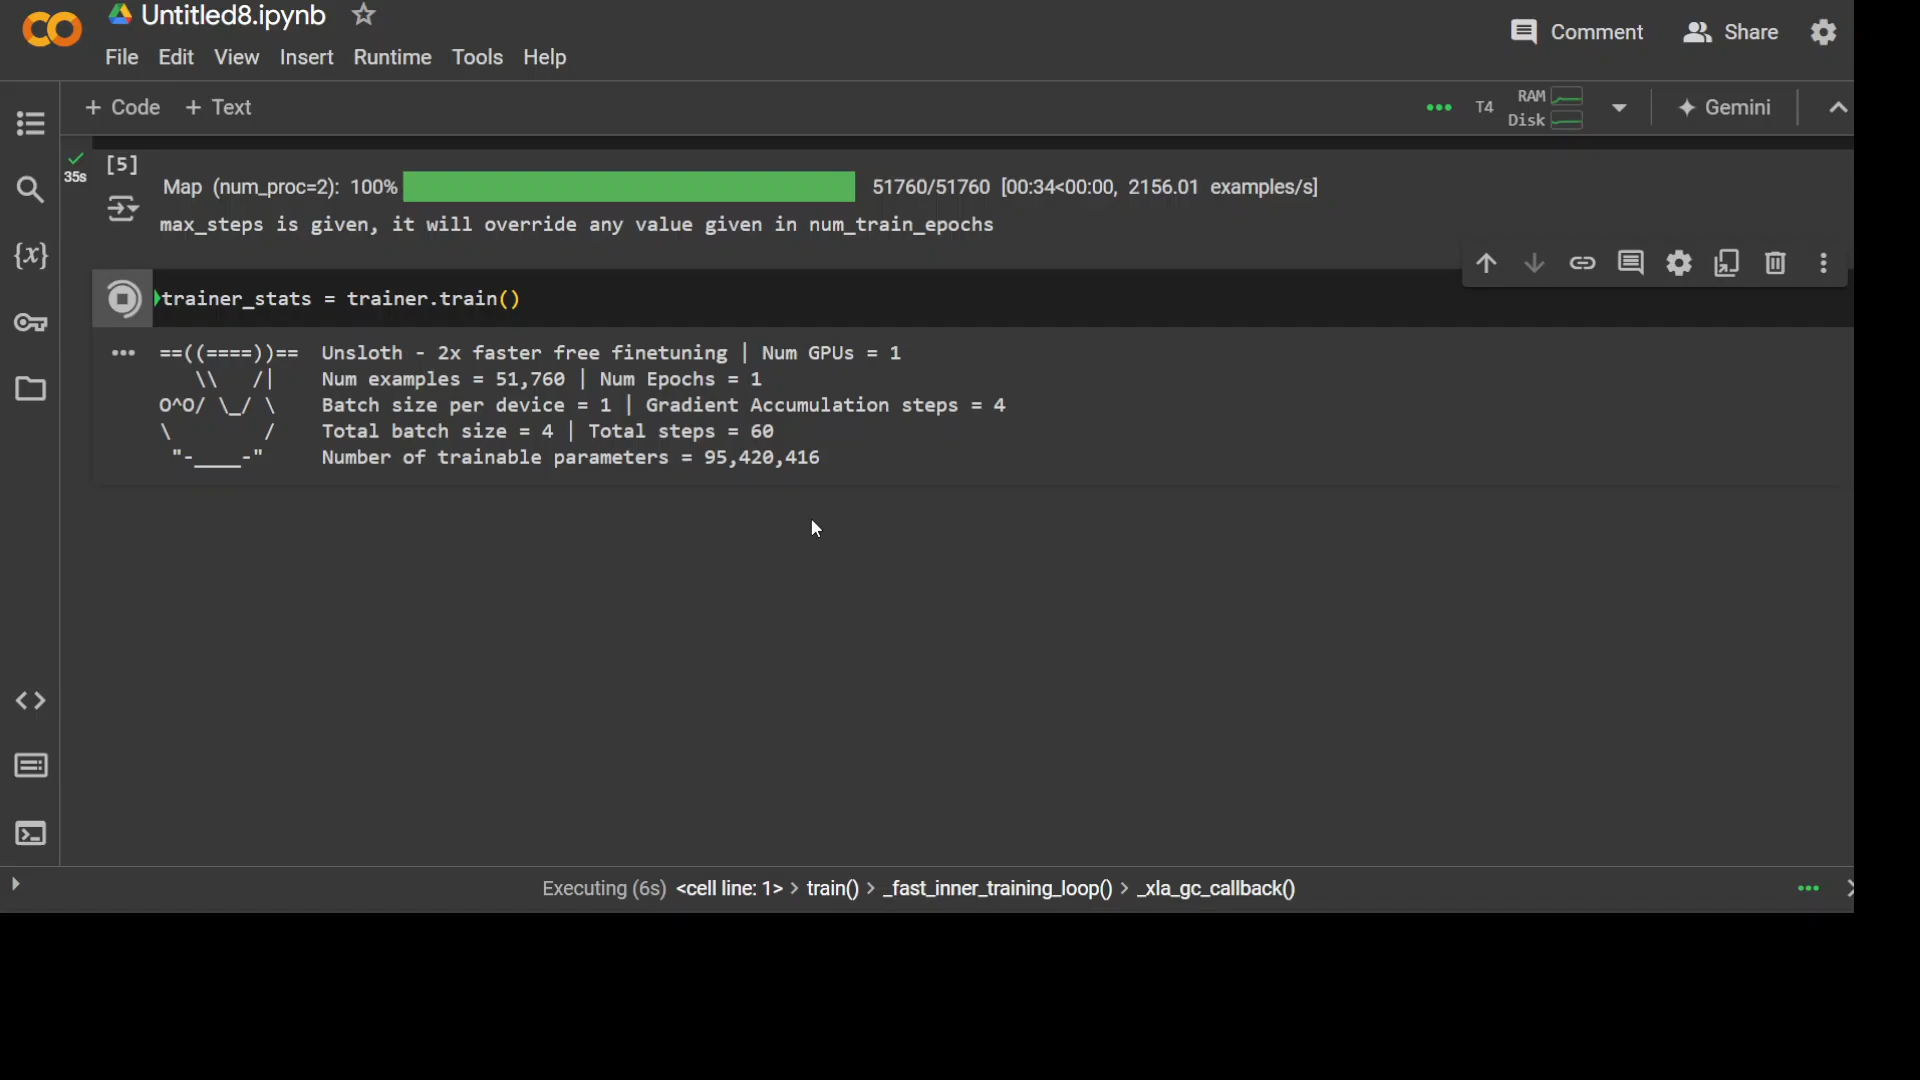 Untitled8.ipynb
File Edit View Insert Runtime Tools Help
Comment Share
+ Code + Text
T4 RAM Disk Gemini
[5]
35s
Map (num_proc=2): 100% 51760/51760 [00:34<00:00, 2156.01 examples/s]
max_steps is given, it will override any value given in num_train_epochs
{x}
trainer_stats = trainer.train()
==((====))== Unsloth - 2x faster free finetuning | Num GPUs = 1
\\ /| Num examples = 51,760 | Num Epochs = 1
O^O/ \_/ \ Batch size per device = 1 | Gradient Accumulation steps = 4
\ / Total batch size = 4 | Total steps = 60
"-____-" Number of trainable parameters = 95,420,416
Executing (6s) <cell line: 1> > train() > _fast_inner_training_loop() > _xla_gc_callback()